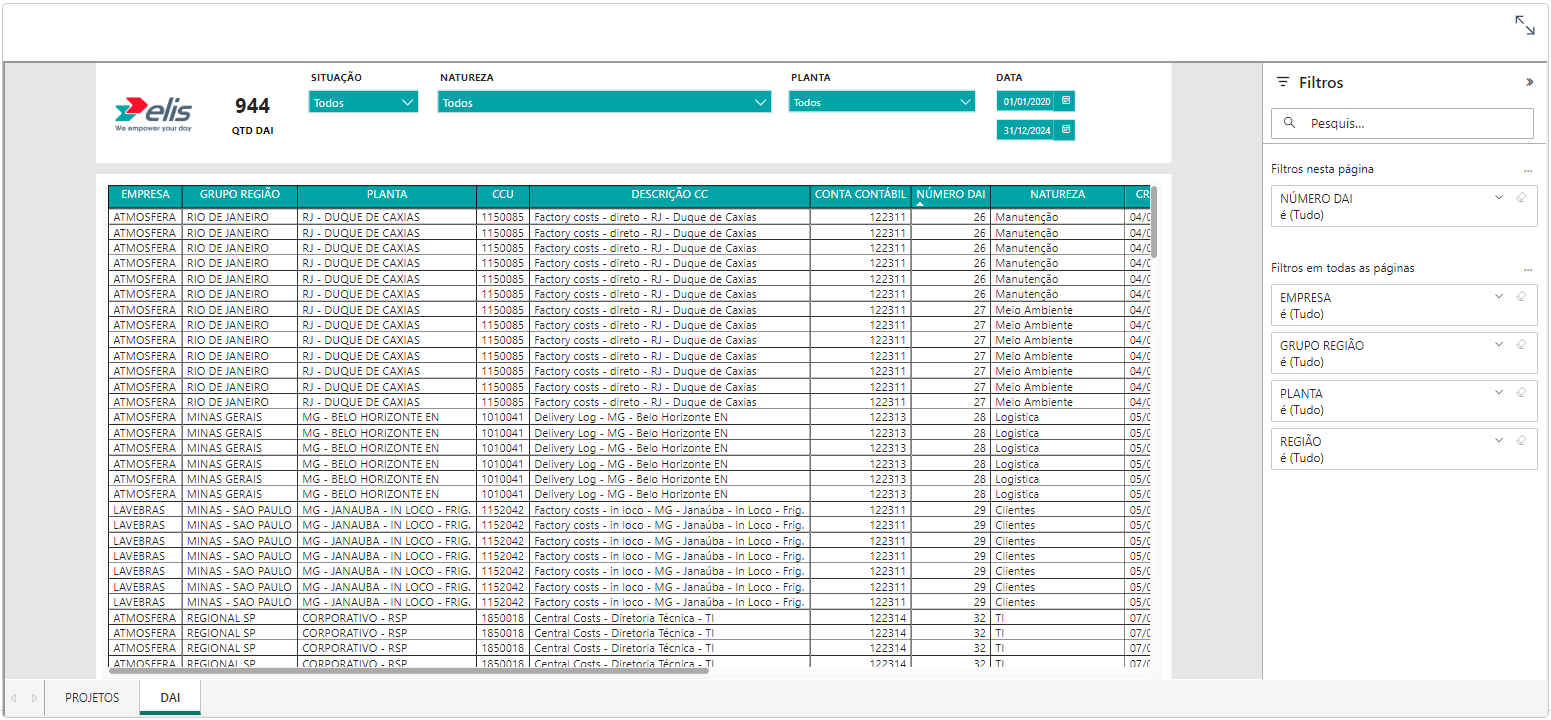 SITUAÇÃO NATUREZA PLANTA DATA
elis
We empower your day
944
QTD DAI
Todos Todos Todos 01/01/2020
31/12/2024
EMPRESA GRUPO REGIÃO PLANTA CCU DESCRIÇÃO CC CONTA CONTÁBIL NÚMERO DAI NATUREZA CR
ATMOSFERA RIO DE JANEIRO RJ - DUQUE DE CAXIAS 1150085 Factory costs - direto - RJ - Duque de Caxias 122311 26 Manutenção 04/0
ATMOSFERA RIO DE JANEIRO RJ - DUQUE DE CAXIAS 1150085 Factory costs - direto - RJ - Duque de Caxias 122311 26 Manutenção 04/0
ATMOSFERA RIO DE JANEIRO RJ - DUQUE DE CAXIAS 1150085 Factory costs - direto - RJ - Duque de Caxias 122311 26 Manutenção 04/0
ATMOSFERA RIO DE JANEIRO RJ - DUQUE DE CAXIAS 1150085 Factory costs - direto - RJ - Duque de Caxias 122311 26 Manutenção 04/0
ATMOSFERA RIO DE JANEIRO RJ - DUQUE DE CAXIAS 1150085 Factory costs - direto - RJ - Duque de Caxias 122311 26 Manutenção 04/0
ATMOSFERA RIO DE JANEIRO RJ - DUQUE DE CAXIAS 1150085 Factory costs - direto - RJ - Duque de Caxias 122311 26 Manutenção 04/0
ATMOSFERA RIO DE JANEIRO RJ - DUQUE DE CAXIAS 1150085 Factory costs - direto - RJ - Duque de Caxias 122311 27 Meio Ambiente 04/0
ATMOSFERA RIO DE JANEIRO RJ - DUQUE DE CAXIAS 1150085 Factory costs - direto - RJ - Duque de Caxias 122311 27 Meio Ambiente 04/0
ATMOSFERA RIO DE JANEIRO RJ - DUQUE DE CAXIAS 1150085 Factory costs - direto - RJ - Duque de Caxias 122311 27 Meio Ambiente 04/0
ATMOSFERA RIO DE JANEIRO RJ - DUQUE DE CAXIAS 1150085 Factory costs - direto - RJ - Duque de Caxias 122311 27 Meio Ambiente 04/0
ATMOSFERA RIO DE JANEIRO RJ - DUQUE DE CAXIAS 1150085 Factory costs - direto - RJ - Duque de Caxias 122311 27 Meio Ambiente 04/0
ATMOSFERA RIO DE JANEIRO RJ - DUQUE DE CAXIAS 1150085 Factory costs - direto - RJ - Duque de Caxias 122311 27 Meio Ambiente 04/0
ATMOSFERA RIO DE JANEIRO RJ - DUQUE DE CAXIAS 1150085 Factory costs - direto - RJ - Duque de Caxias 122311 27 Meio Ambiente 04/0
ATMOSFERA MINAS GERAIS MG - BELO HORIZONTE EN 1010041 Delivery Log - MG - Belo Horizonte EN 122313 28 Logistica 05/0
ATMOSFERA MINAS GERAIS MG - BELO HORIZONTE EN 1010041 Delivery Log - MG - Belo Horizonte EN 122313 28 Logistica 05/0
ATMOSFERA MINAS GERAIS MG - BELO HORIZONTE EN 1010041 Delivery Log - MG - Belo Horizonte EN 122313 28 Logistica 05/0
ATMOSFERA MINAS GERAIS MG - BELO HORIZONTE EN 1010041 Delivery Log - MG - Belo Horizonte EN 122313 28 Logistica 05/0
ATMOSFERA MINAS GERAIS MG - BELO HORIZONTE EN 1010041 Delivery Log - MG - Belo Horizonte EN 122313 28 Logistica 05/0
ATMOSFERA MINAS GERAIS MG - BELO HORIZONTE EN 1010041 Delivery Log - MG - Belo Horizonte EN 122313 28 Logistica 05/0
LAVEBRAS MINAS - SAO PAULO MG - JANAUBA - IN LOCO - FRIG. 1152042 Factory costs - in loco - MG - Janaúba - In Loco - Frig. 122311 29 Clientes 05/0
LAVEBRAS MINAS - SAO PAULO MG - JANAUBA - IN LOCO - FRIG. 1152042 Factory costs - in loco - MG - Janaúba - In Loco - Frig. 122311 29 Clientes 05/0
LAVEBRAS MINAS - SAO PAULO MG - JANAUBA - IN LOCO - FRIG. 1152042 Factory costs - in loco - MG - Janaúba - In Loco - Frig. 122311 29 Clientes 05/0
LAVEBRAS MINAS - SAO PAULO MG - JANAUBA - IN LOCO - FRIG. 1152042 Factory costs - in loco - MG - Janaúba - In Loco - Frig. 122311 29 Clientes 05/0
LAVEBRAS MINAS - SAO PAULO MG - JANAUBA - IN LOCO - FRIG. 1152042 Factory costs - in loco - MG - Janaúba - In Loco - Frig. 122311 29 Clientes 05/0
LAVEBRAS MINAS - SAO PAULO MG - JANAUBA - IN LOCO - FRIG. 1152042 Factory costs - in loco - MG - Janaúba - In Loco - Frig. 122311 29 Clientes 05/0
LAVEBRAS MINAS - SAO PAULO MG - JANAUBA - IN LOCO - FRIG. 1152042 Factory costs - in loco - MG - Janaúba - In Loco - Frig. 122311 29 Clientes 05/0
ATMOSFERA REGIONAL SP CORPORATIVO - RSP 1850018 Central Costs - Diretoria Técnica - TI 122314 32 TI 07/0
ATMOSFERA REGIONAL SP CORPORATIVO - RSP 1850018 Central Costs - Diretoria Técnica - TI 122314 32 TI 07/0
ATMOSFERA REGIONAL SP CORPORATIVO - RSP 1850018 Central Costs - Diretoria Técnica - TI 122314 32 TI 07/0
ATMOSFERA REGIONAL SP CORPORATIVO - RSP 1850018 Central Costs - Diretoria Técnica - TI 122314 32 TI 07/0
Filtros
Pesquis...
Filtros nesta página ...
NÚMERO DAI
é (Tudo)
Filtros em todas as páginas ...
EMPRESA
é (Tudo)
GRUPO REGIÃO
é (Tudo)
PLANTA
é (Tudo)
REGIÃO
é (Tudo)
PROJETOS DAI